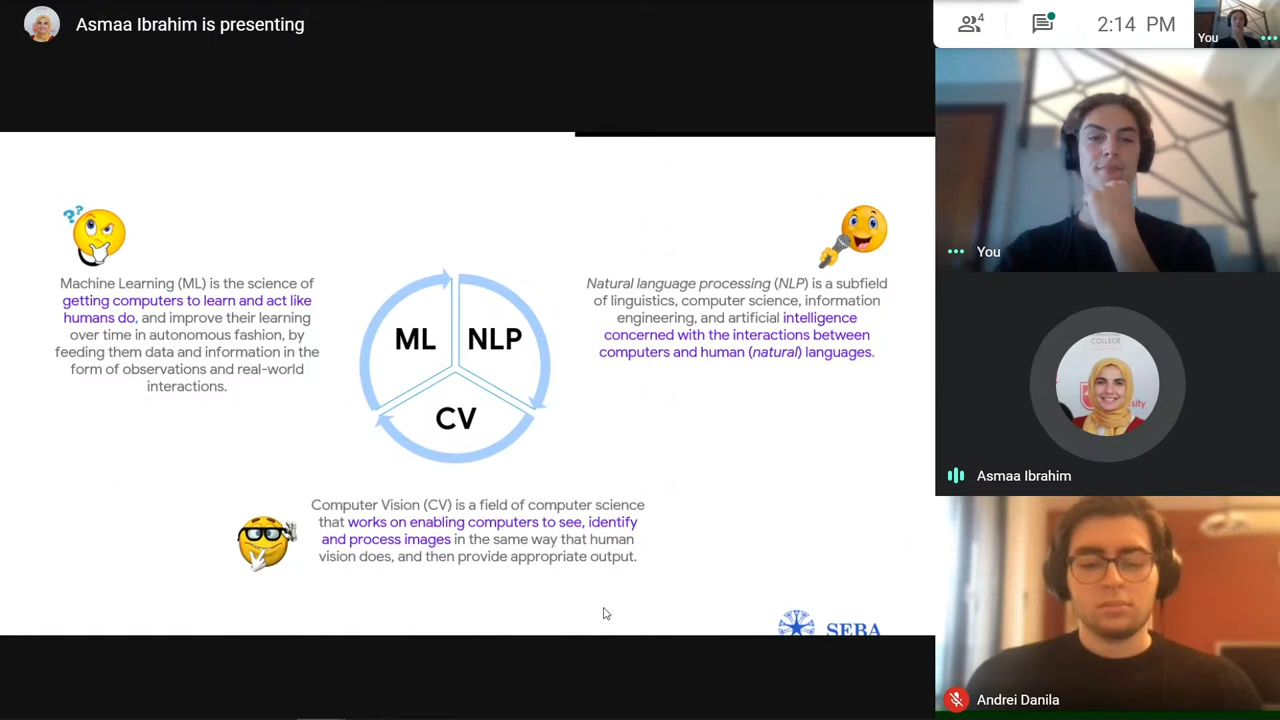 Asmaa Ibrahim is presenting
4
2:14 PM
You
Machine Learning (ML) is the science of
getting computers to learn and act like
humans do, and improve their learning
over time in autonomous fashion, by
feeding them data and information in the
form of observations and real-world
interactions.
Natural language processing (NLP) is a subfield
of linguistics, computer science, information
engineering, and artificial intelligence
concerned with the interactions between
computers and human (natural) languages.
ML
NLP
CV
Computer Vision (CV) is a field of computer science
that works on enabling computers to see, identify
and process images in the same way that human
vision does, and then provide appropriate output.
SEBA
You
COLLEGE
Asmaa Ibrahim
Andrei Danila